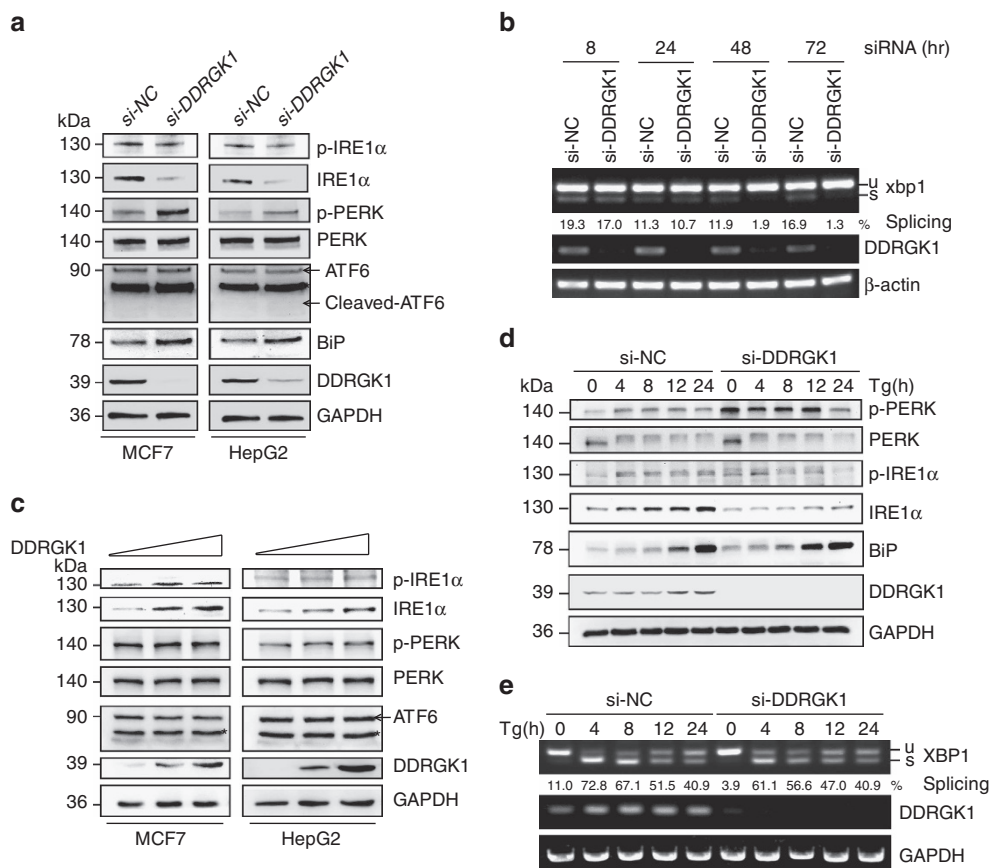 a
si-NC si-DDRGK1 si-NC si-DDRGK1
kDa
130 p-IRE1α
130 IRE1α
140 p-PERK
140 PERK
90 ATF6
Cleaved-ATF6
78 BiP
39 DDRGK1
36 GAPDH
MCF7 HepG2
b
8 24 48 72 siRNA (hr)
si-NC si-DDRGK1 si-NC si-DDRGK1 si-NC si-DDRGK1 si-NC si-DDRGK1
u xbp1
s
19.3 17.0 11.3 10.7 11.9 1.9 16.9 1.3 % Splicing
DDRGK1
β-actin
c
DDRGK1
kDa
130 p-IRE1α
130 IRE1α
140 p-PERK
140 PERK
90 ATF6
* *
39 DDRGK1
36 GAPDH
MCF7 HepG2
d
si-NC si-DDRGK1
kDa 0 4 8 12 24 0 4 8 12 24 Tg(h)
140 p-PERK
140 PERK
130 p-IRE1α
130 IRE1α
78 BiP
39 DDRGK1
36 GAPDH
e
si-NC si-DDRGK1
Tg(h) 0 4 8 12 24 0 4 8 12 24
u XBP1
s
11.0 72.8 67.1 51.5 40.9 3.9 61.1 56.6 47.0 40.9 % Splicing
DDRGK1
GAPDH